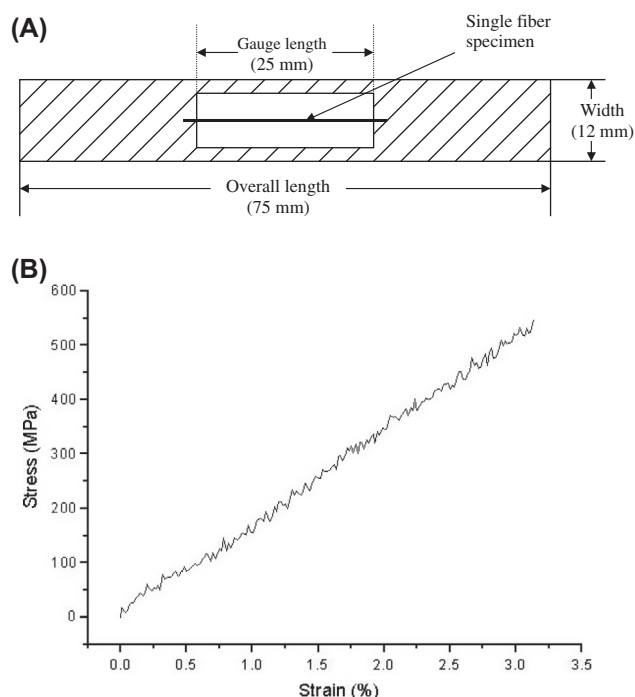 (A)
Gauge length
(25 mm)
Single fiber
specimen
Width
(12 mm)
Overall length
(75 mm)
(B)
600
500
400
300
200
100
0
Stress (MPa)
0.0 0.5 1.0 1.5 2.0 2.5 3.0 3.5
Strain (%)